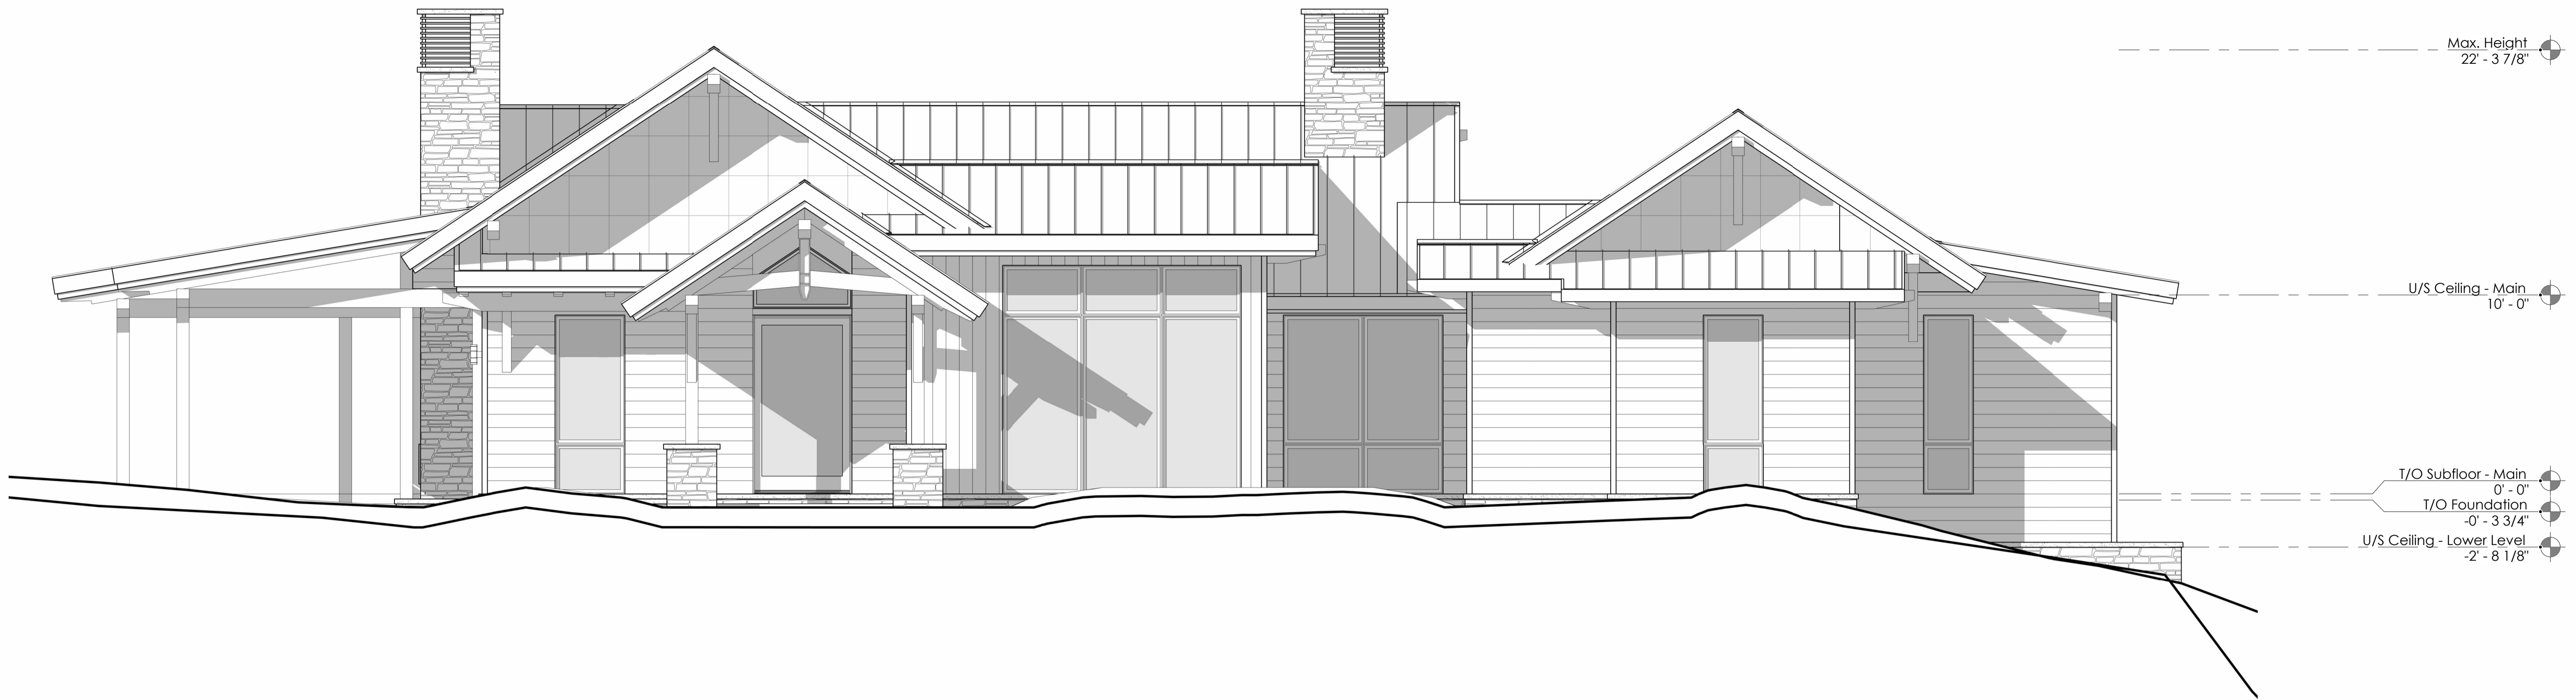 Max. Height
22' - 3 7/8"
U/S Ceiling - Main
10' - 0"
T/O Subfloor - Main
0' - 0"
T/O Foundation
-0' - 3 3/4"
U/S Ceiling - Lower Level
-2' - 8 1/8"